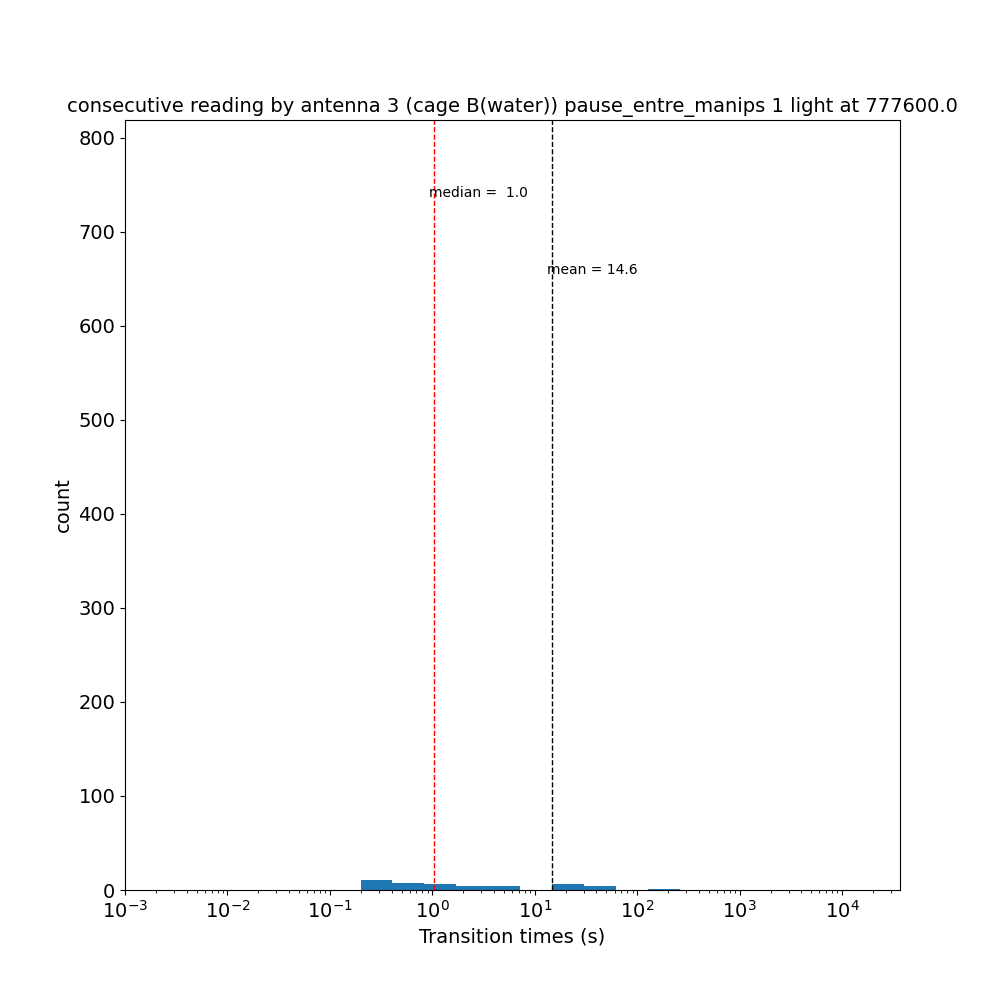 consecutive reading by antenna 3 (cage B(water)) pause_entre_manips 1 light at 777600.0
800
median =  1.0
700
mean = 14.6
600
500
count
400
300
200
100
0
10⁻³ 10⁻² 10⁻¹ 10⁰ 10¹ 10² 10³ 10⁴
Transition times (s)